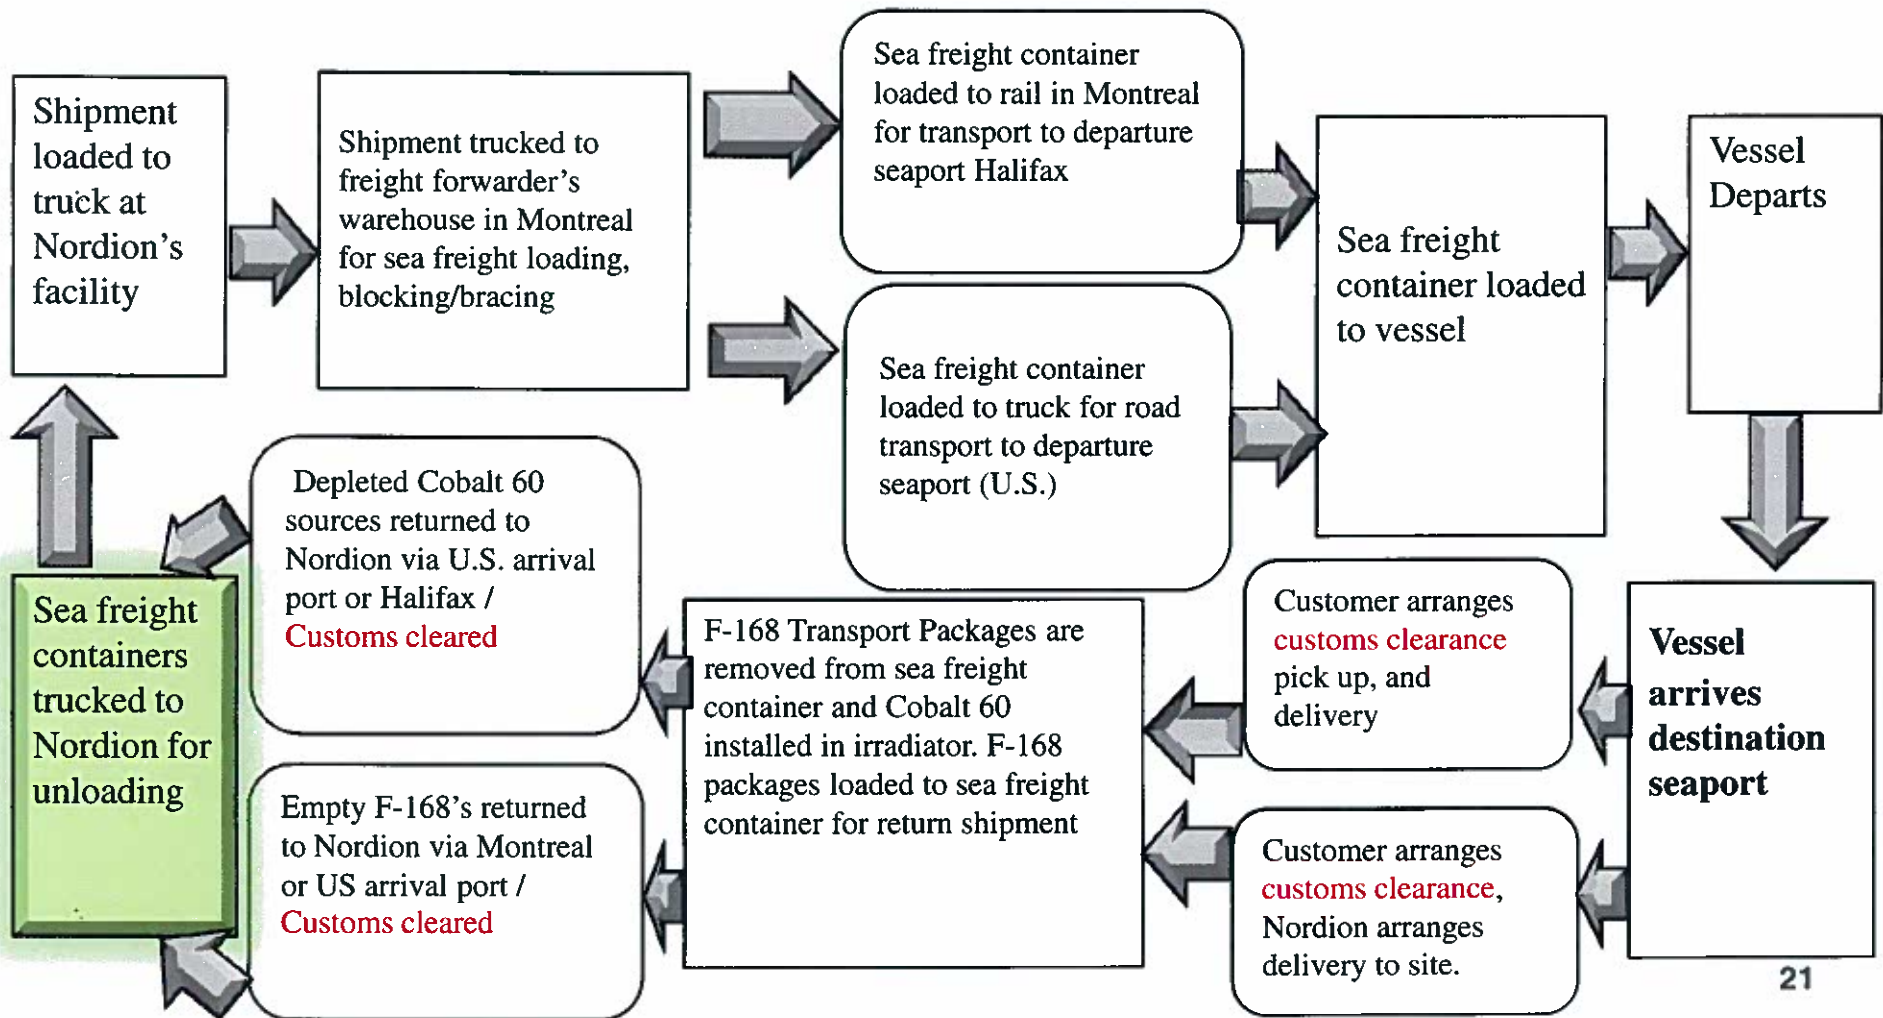 Shipment
loaded to
truck at
Nordion's
facility
Shipment trucked to
freight forwarder's
warehouse in Montreal
for sea freight loading,
blocking/bracing
Sea freight container
loaded to rail in Montreal
for transport to departure
seaport Halifax
Sea freight container
loaded to truck for road
transport to departure
seaport (U.S.)
Sea freight
container loaded
to vessel
Vessel
Departs
Vessel
arrives
destination
seaport
Customer arranges
customs clearance
pick up, and
delivery
Customer arranges
customs clearance,
Nordion arranges
delivery to site.
F-168 Transport Packages are
removed from sea freight
container and Cobalt 60
installed in irradiator. F-168
packages loaded to sea freight
container for return shipment
Depleted Cobalt 60
sources returned to
Nordion via U.S. arrival
port or Halifax /
Customs cleared
Empty F-168's returned
to Nordion via Montreal
or US arrival port /
Customs cleared
Sea freight
containers
trucked to
Nordion for
unloading
21